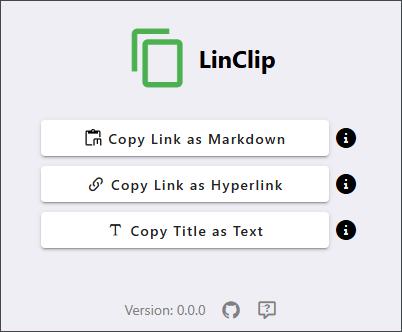 LinClip
Copy Link as Markdown
Copy Link as Hyperlink
Copy Title as Text
Version: 0.0.0